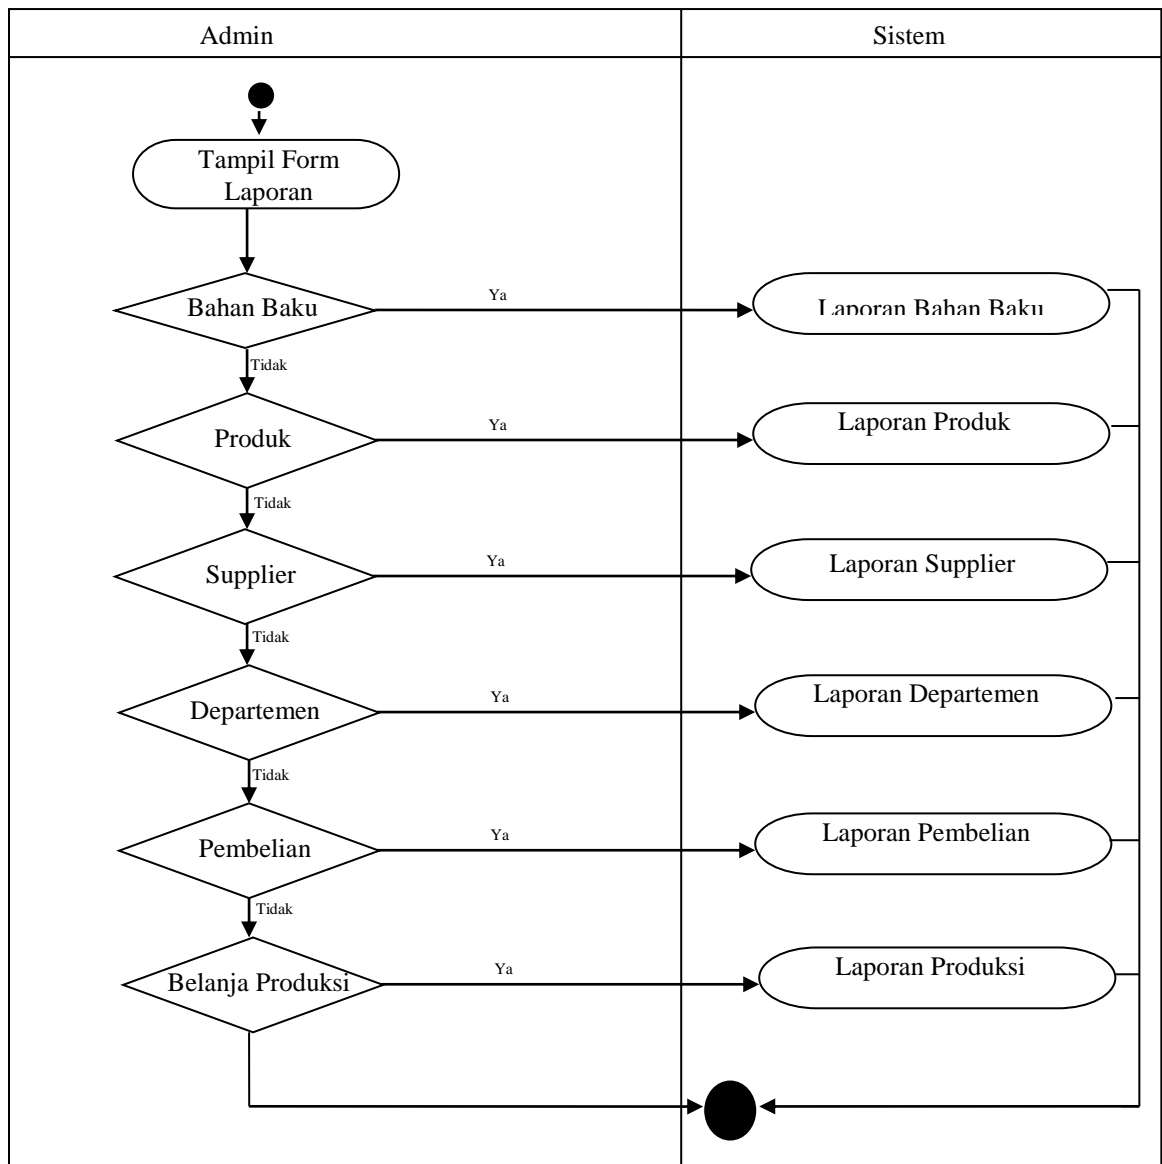 Admin
Sistem
Tampil Form
Laporan
Bahan Baku
Ya
Laporan Bahan Baku
Tidak
Produk
Ya
Laporan Produk
Tidak
Supplier
Ya
Laporan Supplier
Tidak
Departemen
Ya
Laporan Departemen
Tidak
Pembelian
Ya
Laporan Pembelian
Tidak
Belanja Produksi
Ya
Laporan Produksi